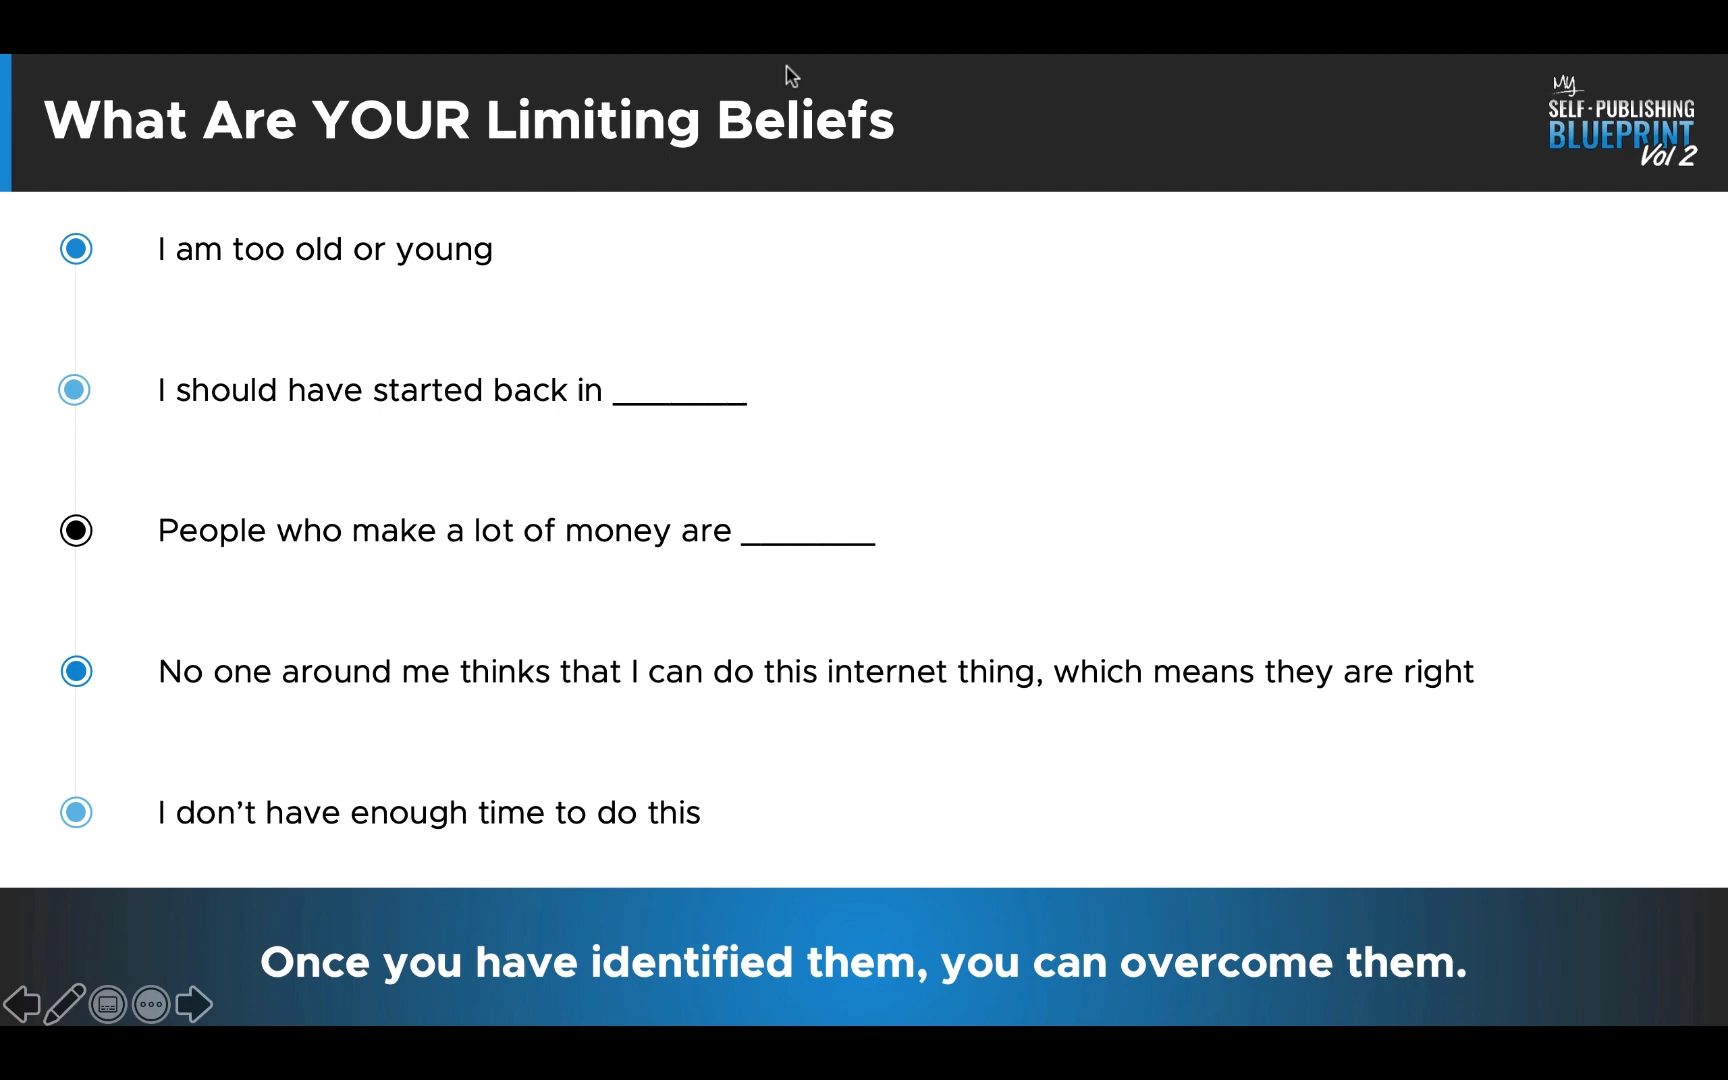 What Are YOUR Limiting Beliefs
My
SELF-PUBLISHING
BLUEPRINT
Vol 2
I am too old or young
I should have started back in _______
People who make a lot of money are _______
No one around me thinks that I can do this internet thing, which means they are right
I don’t have enough time to do this
Once you have identified them, you can overcome them.